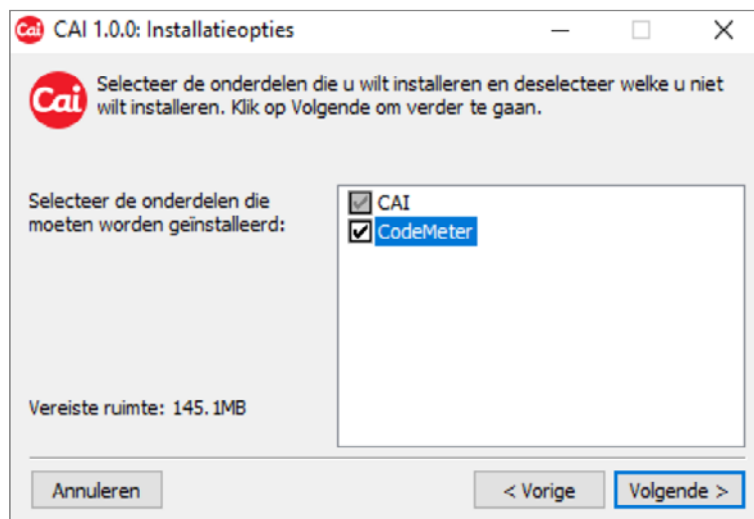 Cai CAI 1.0.0: Installatieopties
Cai
Selecteer de onderdelen die u wilt installeren en deselecteer welke u niet
wilt installeren. Klik op Volgende om verder te gaan.
Selecteer de onderdelen die
moeten worden geïnstalleerd:
CAI
CodeMeter
Vereiste ruimte: 145.1MB
Annuleren
< Vorige
Volgende >